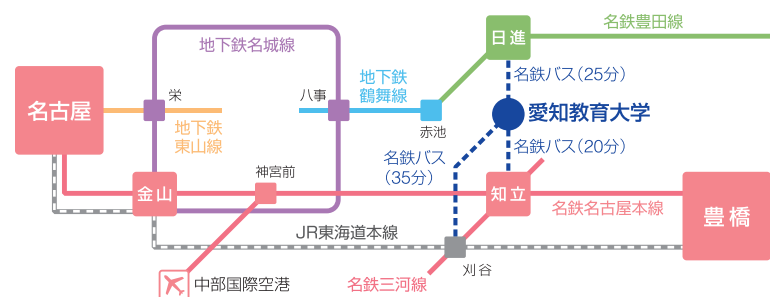 名鉄豊田線
日進
地下鉄名城線
名鉄バス（25分）
地下鉄
鶴舞線
栄
八事
名古屋
愛知教育大学
地下鉄
東山線
赤池
名鉄バス（20分）
名鉄バス
（35分）
神宮前
金山
知立
名鉄名古屋本線
豊橋
JR東海道本線
刈谷
中部国際空港
名鉄三河線